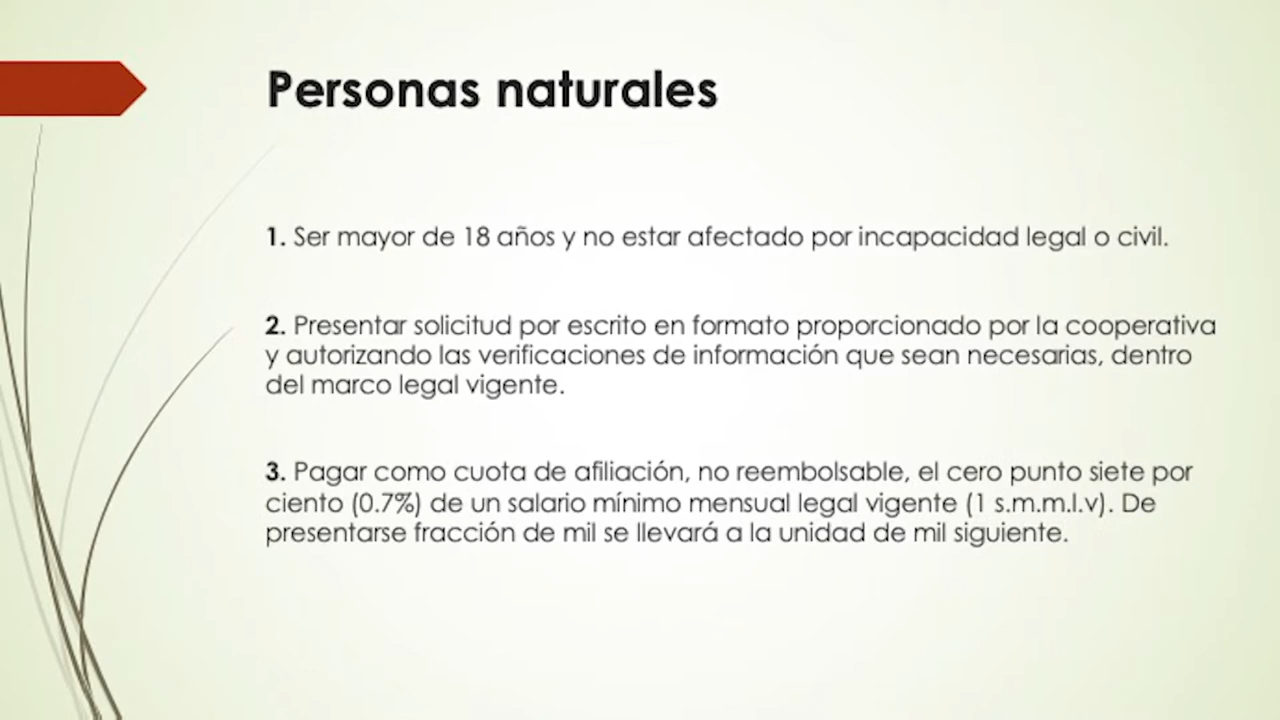 Personas naturales
1. Ser mayor de 18 años y no estar afectado por incapacidad legal o civil.
2. Presentar solicitud por escrito en formato proporcionado por la cooperativa
y autorizando las verificaciones de información que sean necesarias, dentro
del marco legal vigente.
3. Pagar como cuota de afiliación, no reembolsable, el cero punto siete por
ciento (0.7%) de un salario mínimo mensual legal vigente (1 s.m.m.l.v). De
presentarse fracción de mil se llevará a la unidad de mil siguiente.